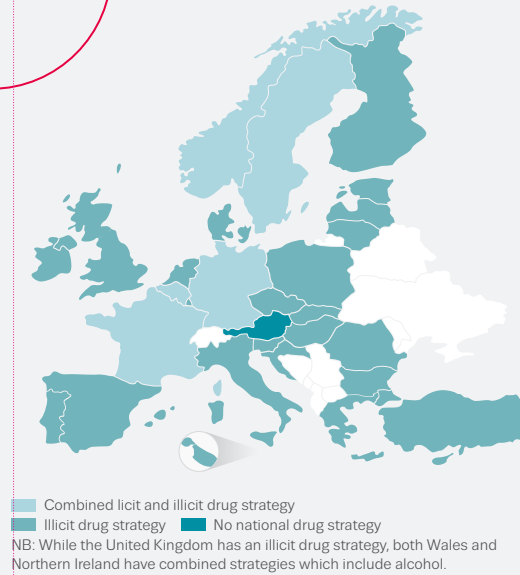 Combined licit and illicit drug strategy
Illicit drug strategy No national drug strategy
NB: While the United Kingdom has an illicit drug strategy, both Wales and
Northern Ireland have combined strategies which include alcohol.